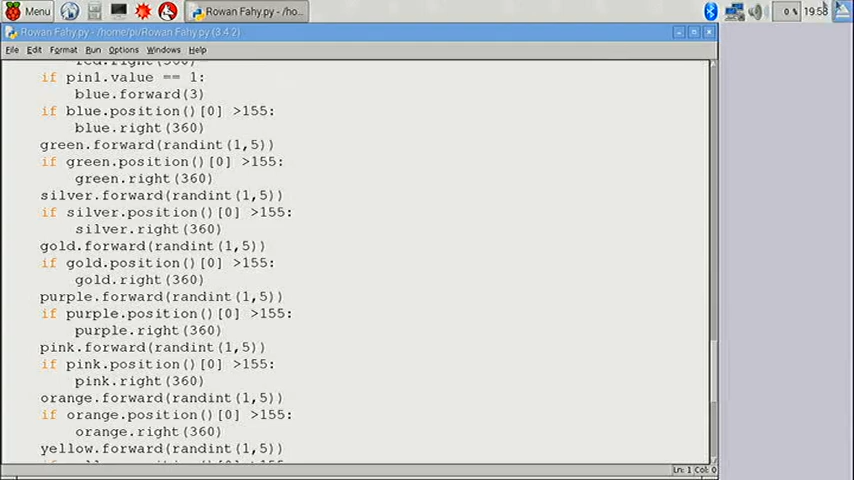 Menu
Rowan Fahy.py - /ho...
0 %
19:58
Rowan Fahy.py - /home/pi/Rowan Fahy.py (3.4.2)
File Edit Format Run Options Windows Help
red.right(360)
if pin1.value == 1:
blue.forward(3)
if blue.position()[0] >155:
blue.right(360)
green.forward(randint(1,5))
if green.position()[0] >155:
green.right(360)
silver.forward(randint(1,5))
if silver.position()[0] >155:
silver.right(360)
gold.forward(randint(1,5))
if gold.position()[0] >155:
gold.right(360)
purple.forward(randint(1,5))
if purple.position()[0] >155:
purple.right(360)
pink.forward(randint(1,5))
if pink.position()[0] >155:
pink.right(360)
orange.forward(randint(1,5))
if orange.position()[0] >155:
orange.right(360)
yellow.forward(randint(1,5))
Ln: 1 Col: 0